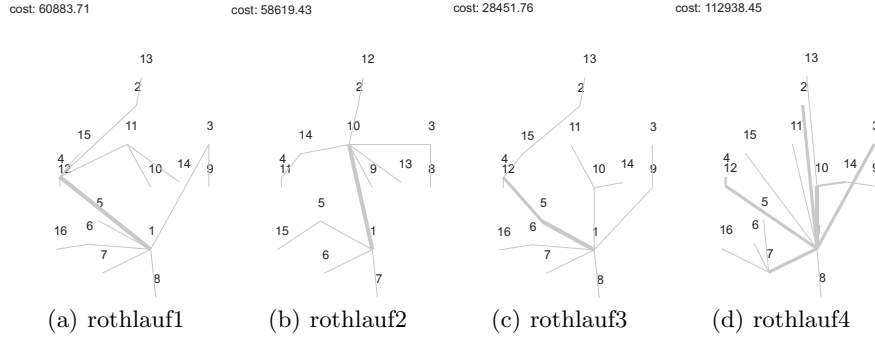 cost: 60883.71 cost: 58619.43 cost: 28451.76 cost: 112938.45
13 12 13 13
2 2 2 2
15 11 3 14 10 3 15 11 3 15 11 3
4 12 10 14 9 4 11 9 13 8 4 12 10 14 9 4 12 10 14 9
5 5 5 5
16 6 1 15 1 16 6 1 16 6
7 6 7 7
8 7 8 8
(a) rothlauf1 (b) rothlauf2 (c) rothlauf3 (d) rothlauf4